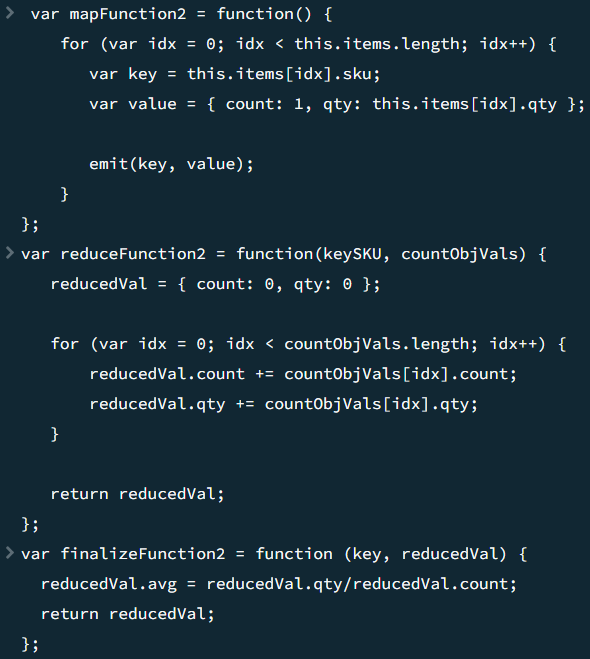 > var mapFunction2 = function() {
    for (var idx = 0; idx < this.items.length; idx++) {
       var key = this.items[idx].sku;
       var value = { count: 1, qty: this.items[idx].qty };

       emit(key, value);
    }
};
> var reduceFunction2 = function(keySKU, countObjVals) {
   reducedVal = { count: 0, qty: 0 };

   for (var idx = 0; idx < countObjVals.length; idx++) {
       reducedVal.count += countObjVals[idx].count;
       reducedVal.qty += countObjVals[idx].qty;
   }

   return reducedVal;
};
> var finalizeFunction2 = function (key, reducedVal) {
  reducedVal.avg = reducedVal.qty/reducedVal.count;
  return reducedVal;
};